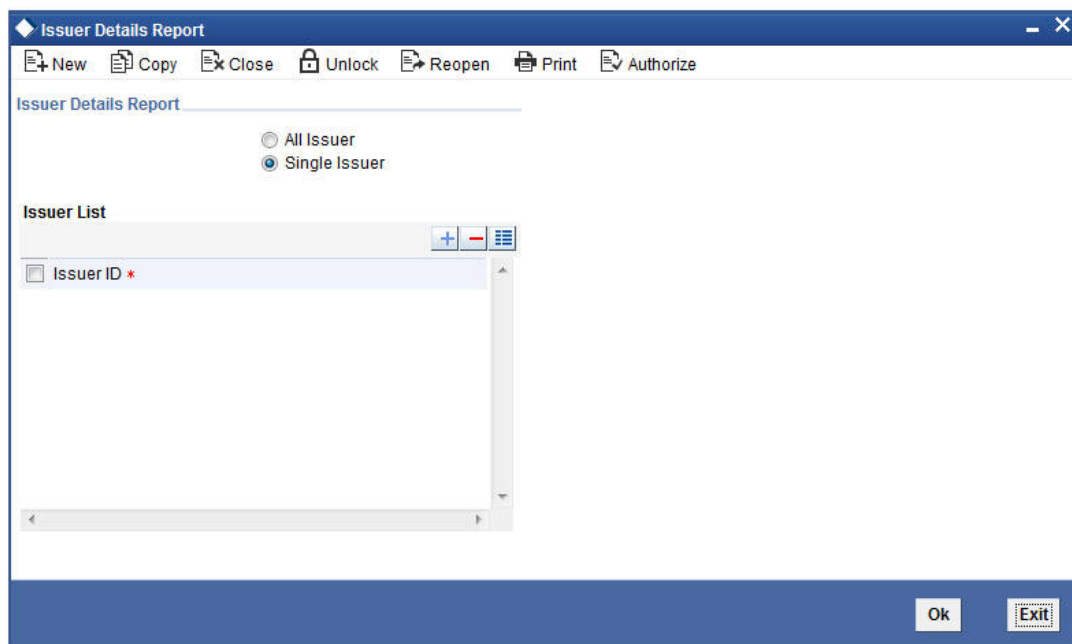 Issuer Details Report
New Copy Close Unlock Reopen Print Authorize
Issuer Details Report
All Issuer
Single Issuer
Issuer List
Issuer ID *
Ok Exit